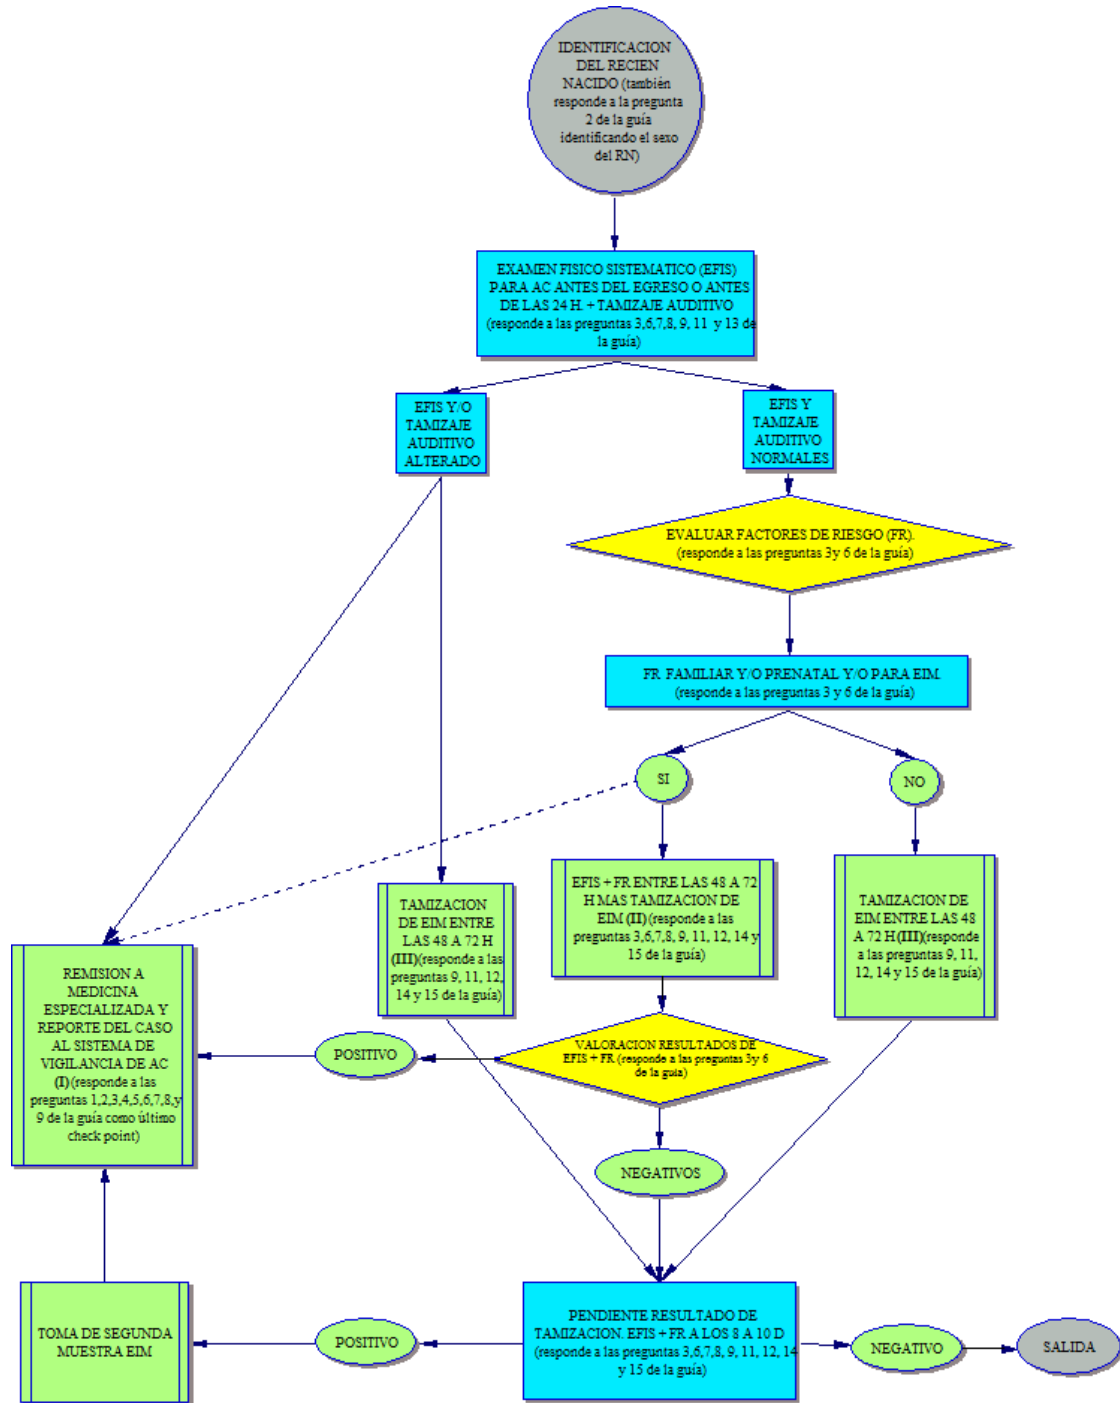 IDENTIFICACION
DEL RECIEN
NACIDO (también
responde a la pregunta
2 de la guía
identificando el sexo
del RN)
EXAMEN FISICO SISTEMATICO (EFIS)
PARA AC ANTES DEL EGRESO O ANTES
DE LAS 24 H. + TAMIZAJE AUDITIVO
(responde a las preguntas 3,6,7,8, 9, 11 y 13 de
la guía)
EFIS Y/O
TAMIZAJE
AUDITIVO
ALTERADO
EFIS Y
TAMIZAJE
AUDITIVO
NORMALES
EVALUAR FACTORES DE RIESGO (FR).
(responde a las preguntas 3y 6 de la guía)
FR FAMILIAR Y/O PRENATAL Y/O PARA EIM.
(responde a las preguntas 3 y 6 de la guía)
SI
NO
TAMIZACION
DE EIM ENTRE
LAS 48 A 72 H
(III)(responde a las
preguntas 9, 11, 12,
14 y 15 de la guía)
EFIS + FR ENTRE LAS 48 A 72
H MAS TAMIZACION DE
EIM (II) (responde a las
preguntas 3,6,7,8, 9, 11, 12, 14 y
15 de la guía)
TAMIZACION DE
EIM ENTRE LAS 48
A 72 H(III)(responde
a las preguntas 9, 11,
12, 14 y 15 de la guía)
REMISION A
MEDICINA
ESPECIALIZADA Y
REPORTE DEL CASO
AL SISTEMA DE
VIGILANCIA DE AC
(I)(responde a las
preguntas 1,2,3,4,5,6,7,8,y
9 de la guía como último
check point)
POSITIVO
VALORACION RESULTADOS DE
EFIS + FR (responde a las preguntas 3y 6
de la guía)
NEGATIVOS
TOMA DE SEGUNDA
MUESTRA EIM
POSITIVO
PENDIENTE RESULTADO DE
TAMIZACION. EFIS + FR A LOS 8 A 10 D
(responde a las preguntas 3,6,7,8, 9, 11, 12, 14
y 15 de la guía)
NEGATIVO
SALIDA